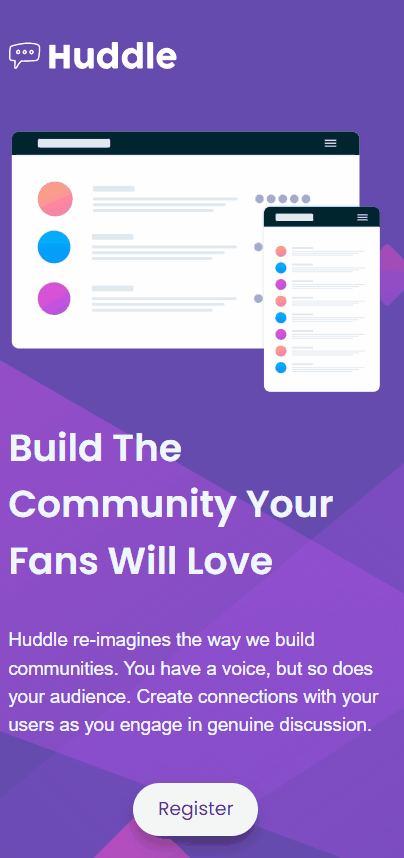 Huddle
Build The
Community Your
Fans Will Love
Huddle re-imagines the way we build
communities. You have a voice, but so does
your audience. Create connections with your
users as you engage in genuine discussion.
Register